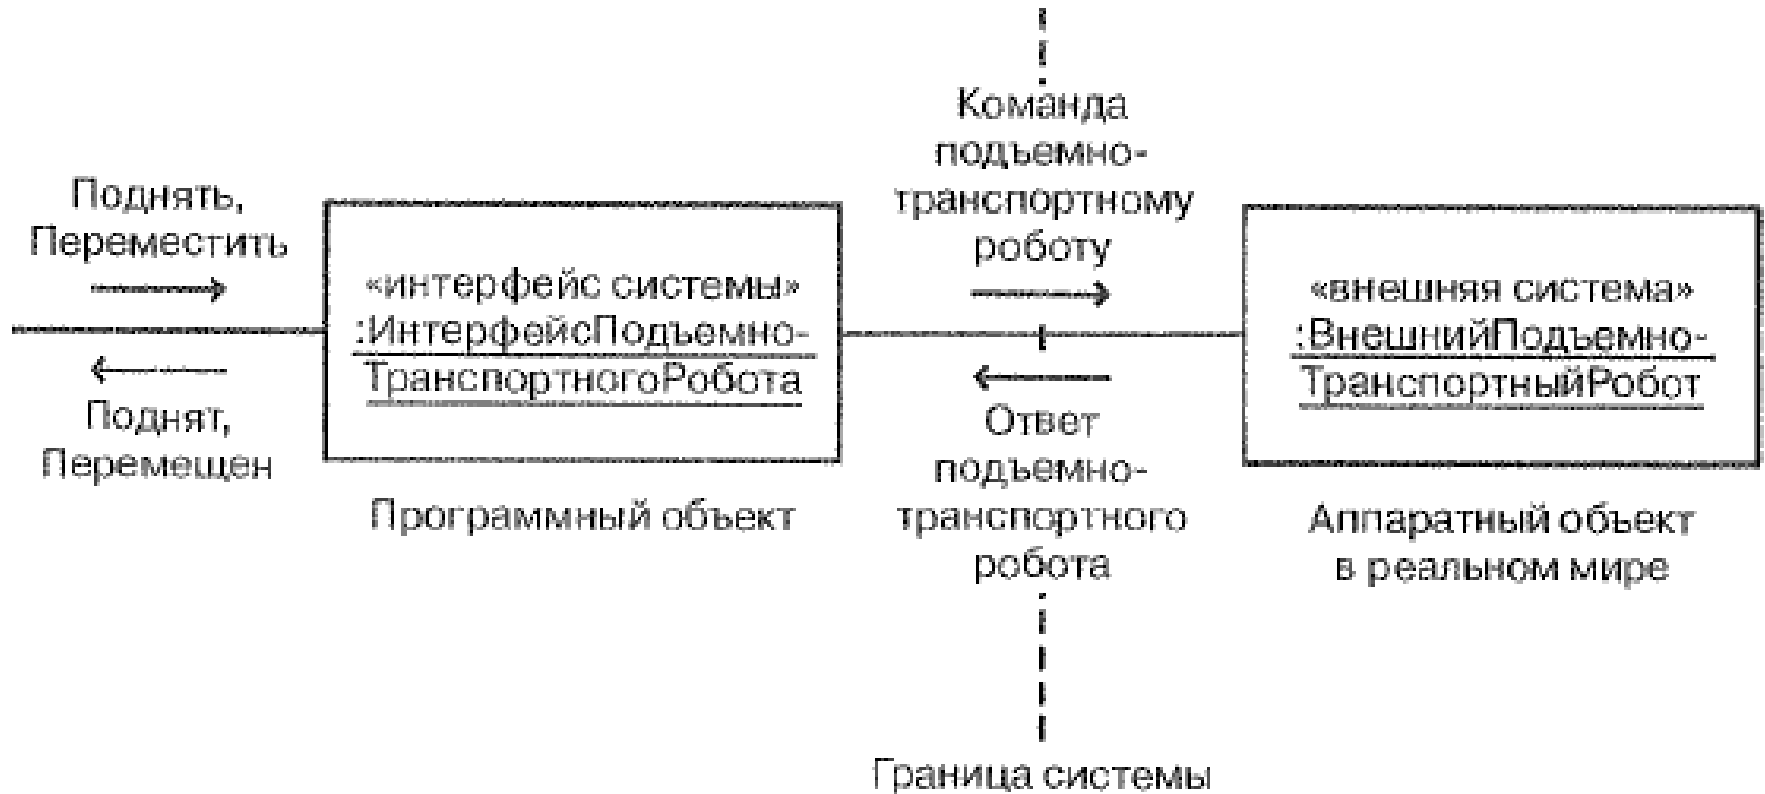 Поднять,
Переместить
Поднят,
Перемещен
«интерфейс системы»
:ИнтерфейсПодъемно-
ТранспортногоРобота
Программный объект
Команда
подъемно-
транспортному
роботу
Ответ
подъемно-
транспортного
робота
Граница системы
«внешняя система»
:ВнешнийПодъемно-
ТранспортныйРобот
Аппаратный объект
в реальном мире